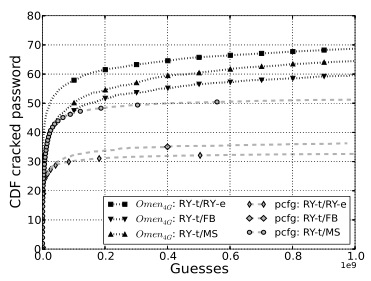 80
70
60
50
40
30
20
10
0
CDF cracked password
Omen4G: RY-t/RY-e
Omen4G: RY-t/FB
Omen4G: RY-t/MS
pcfg: RY-t/RY-e
pcfg: RY-t/FB
pcfg: RY-t/MS
0.0 0.2 0.4 0.6 0.8 1.0
1e9
Guesses